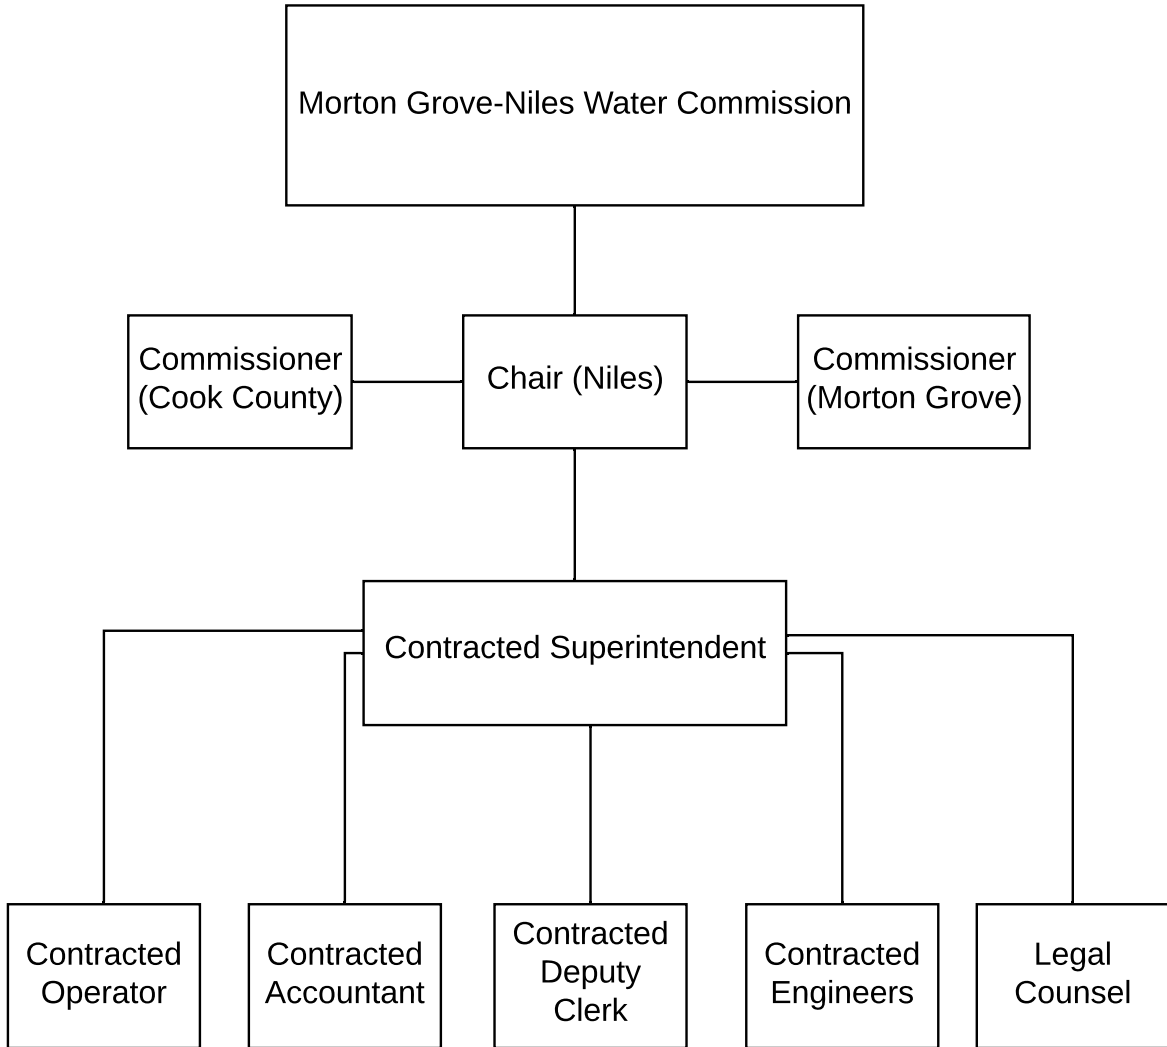 Morton Grove-Niles Water Commission
Commissioner
(Cook County)
Chair (Niles)
Commissioner
(Morton Grove)
Contracted Superintendent
Contracted
Operator
Contracted
Accountant
Contracted
Deputy
Clerk
Contracted
Engineers
Legal
Counsel